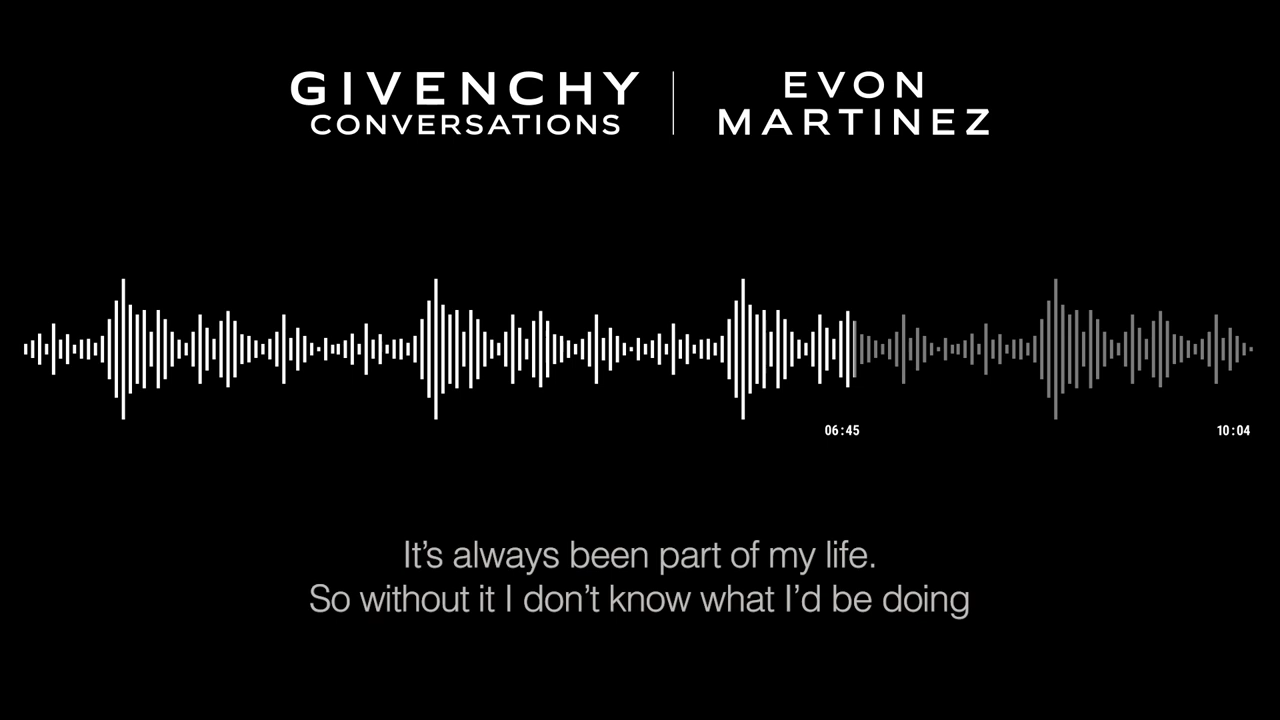 GIVENCHY
CONVERSATIONS
EVON
MARTINEZ
06:45
10:04
It’s always been part of my life.
So without it I don’t know what I’d be doing